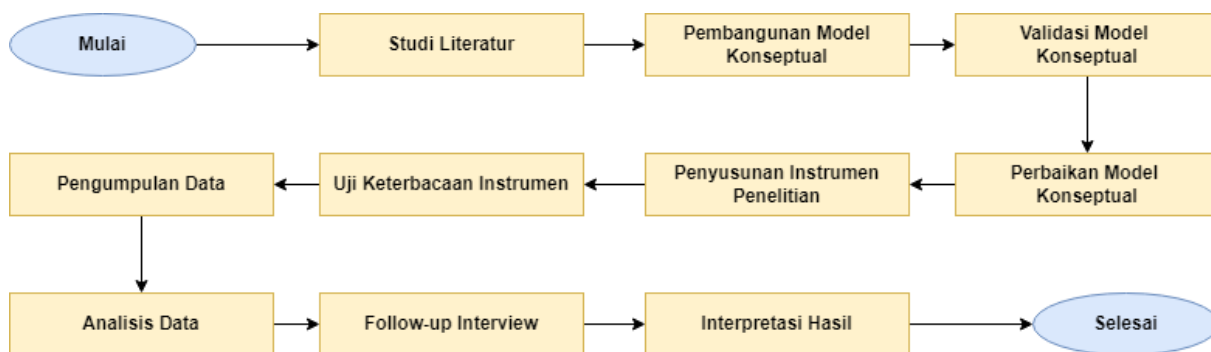 Mulai
Studi Literatur
Pembangunan Model
Konseptual
Validasi Model
Konseptual
Pengumpulan Data
Uji Keterbacaan Instrumen
Penyusunan Instrumen
Penelitian
Perbaikan Model
Konseptual
Analisis Data
Follow-up Interview
Interpretasi Hasil
Selesai